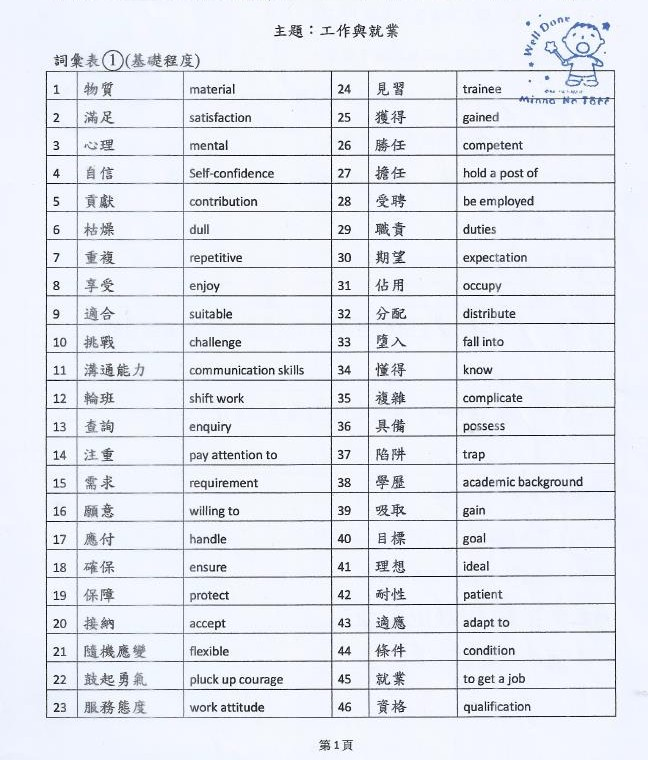 主題：工作與就業
Well Done
詞彙表①(基礎程度)
1 物質 material 24 見習 trainee
2 滿足 satisfaction 25 獲得 gained
3 心理 mental 26 勝任 competent
4 自信 Self-confidence 27 擔任 hold a post of
5 貢獻 contribution 28 受聘 be employed
6 枯燥 dull 29 職責 duties
7 重複 repetitive 30 期望 expectation
8 享受 enjoy 31 佔用 occupy
9 適合 suitable 32 分配 distribute
10 挑戰 challenge 33 墮入 fall into
11 溝通能力 communication skills 34 懂得 know
12 輪班 shift work 35 複雜 complicate
13 查詢 enquiry 36 具備 possess
14 注重 pay attention to 37 陷阱 trap
15 需求 requirement 38 學歷 academic background
16 願意 willing to 39 吸取 gain
17 應付 handle 40 目標 goal
18 確保 ensure 41 理想 ideal
19 保障 protect 42 耐性 patient
20 接納 accept 43 適應 adapt to
21 隨機應變 flexible 44 條件 condition
22 鼓起勇氣 pluck up courage 45 就業 to get a job
23 服務態度 work attitude 46 資格 qualification
第1頁